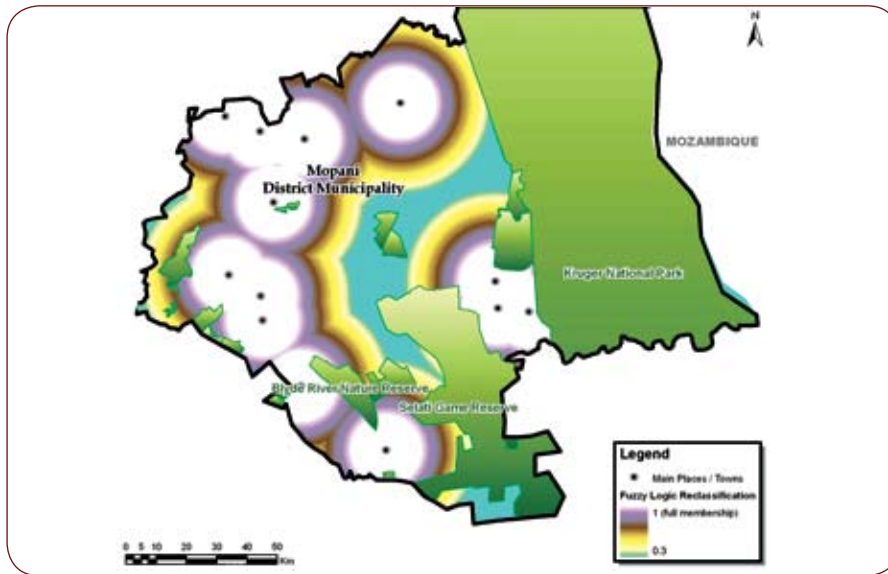 N
MOZAMBIQUE
Mopani
District Municipality
Kruger National Park
Blyde River Nature Reserve
Selati Game Reserve
Legend
Main Places / Towns
Fuzzy Logic Reclassification
1 (full membership)
0.3
0 5 10 20 30 40 50
Km